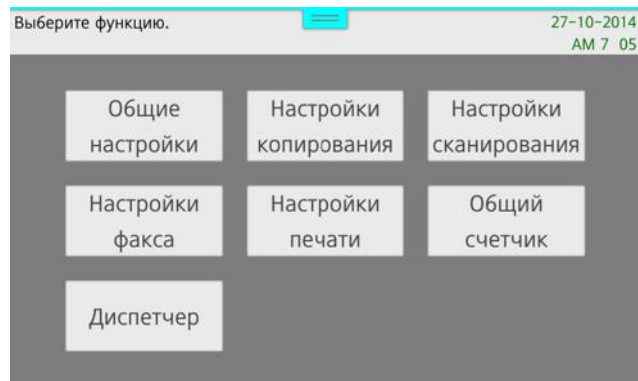 Выберите функцию.
27-10-2014
AM 7 05
Общие
настройки
Настройки
копирования
Настройки
сканирования
Настройки
факса
Настройки
печати
Общий
счетчик
Диспетчер